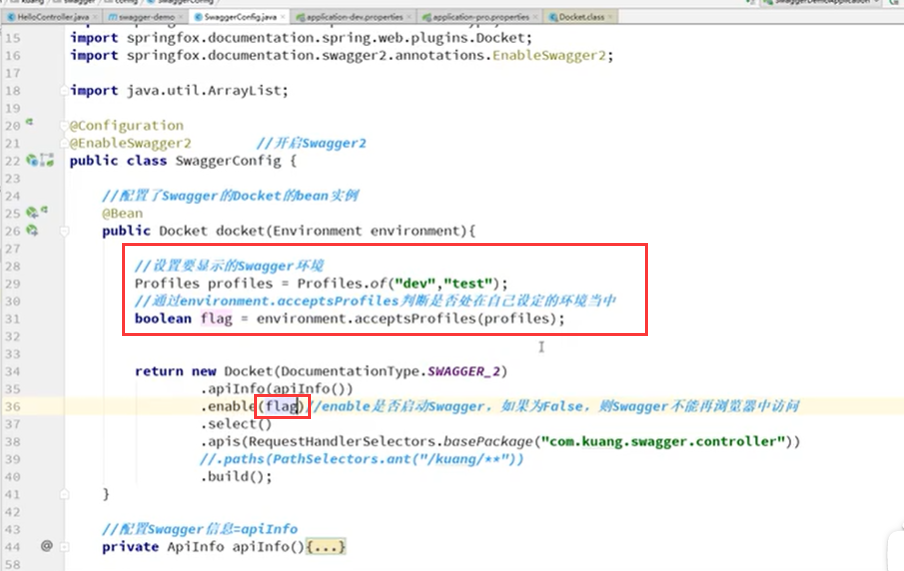 HelloController.java × swagger-demo × SwaggerConfig.java × application-dev.properties × application-pro.properties × Docket.class ×
15 import springfox.documentation.spring.web.plugins.Docket;
16 import springfox.documentation.swagger2.annotations.EnableSwagger2;
17
18 import java.util.ArrayList;
19
20 @Configuration
21 @EnableSwagger2 //开启Swagger2
22 public class SwaggerConfig {
23
24 //配置了Swagger的Docket的bean实例
25 @Bean
26 public Docket docket(Environment environment){
27
28 //设置要显示的Swagger环境
29 Profiles profiles = Profiles.of("dev","test");
30 //通过environment.acceptsProfiles判断是否处在自己设定的环境当中
31 boolean flag = environment.acceptsProfiles(profiles);
32
33
34 return new Docket(DocumentationType.SWAGGER_2)
35 .apiInfo(apiInfo())
36 .enable(flag)//enable是否启动Swagger，如果为False，则Swagger不能再浏览器中访问
37 .select()
38 .apis(RequestHandlerSelectors.basePackage("com.kuang.swagger.controller"))
39 //.paths(PathSelectors.ant("/kuang/**"))
40 .build();
41 }
42
43 //配置Swagger信息=apiInfo
44 @ private ApiInfo apiInfo(){...}
58